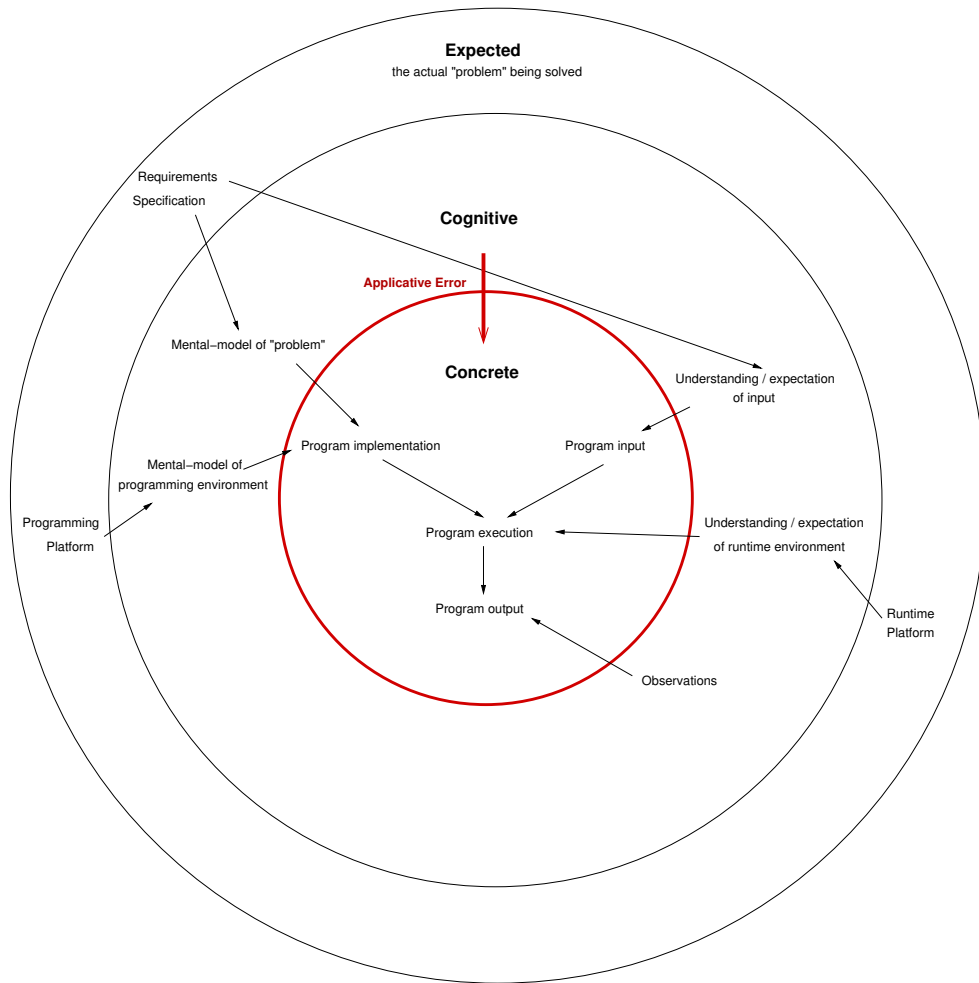 Expected
the actual "problem" being solved
Requirements
Specification
Cognitive
Applicative Error
Mental−model of "problem"
Concrete
Understanding / expectation
of input
Program implementation
Program input
Mental−model of
programming environment
Programming
Platform
Program execution
Understanding / expectation
of runtime environment
Program output
Runtime
Platform
Observations